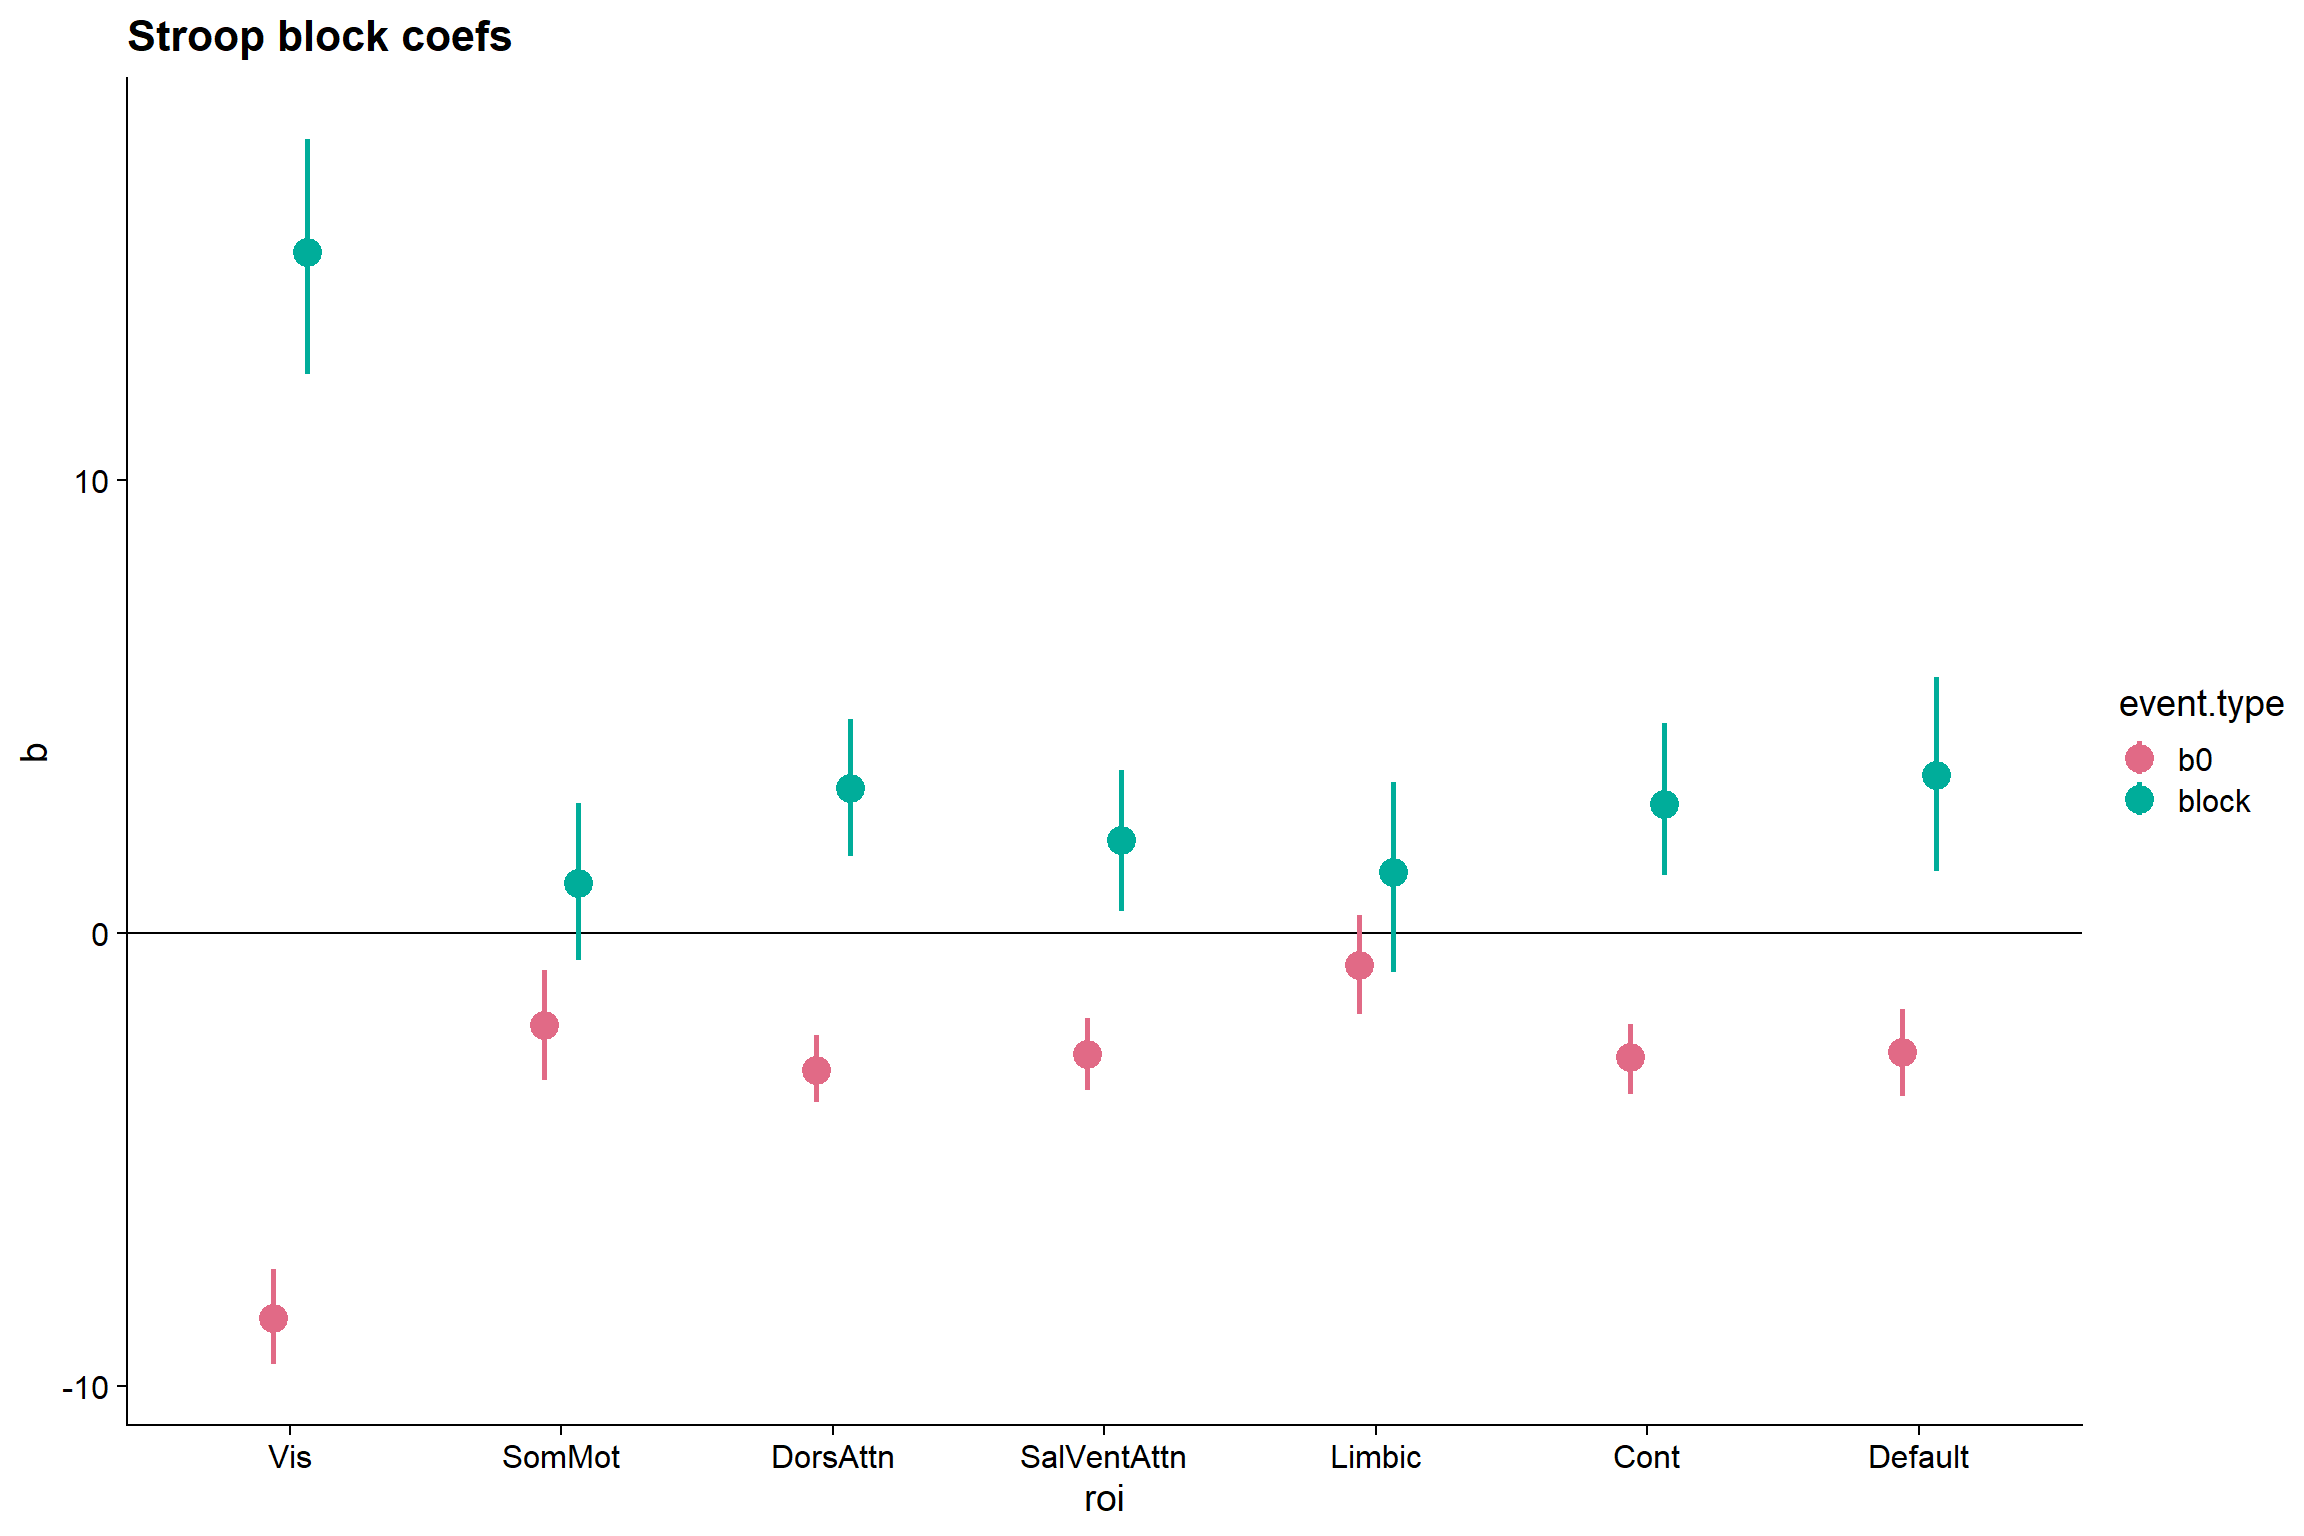 Stroop block coefs
10
0
-10
b
Vis SomMot DorsAttn SalVentAttn Limbic Cont Default
roi
event.type
b0
block